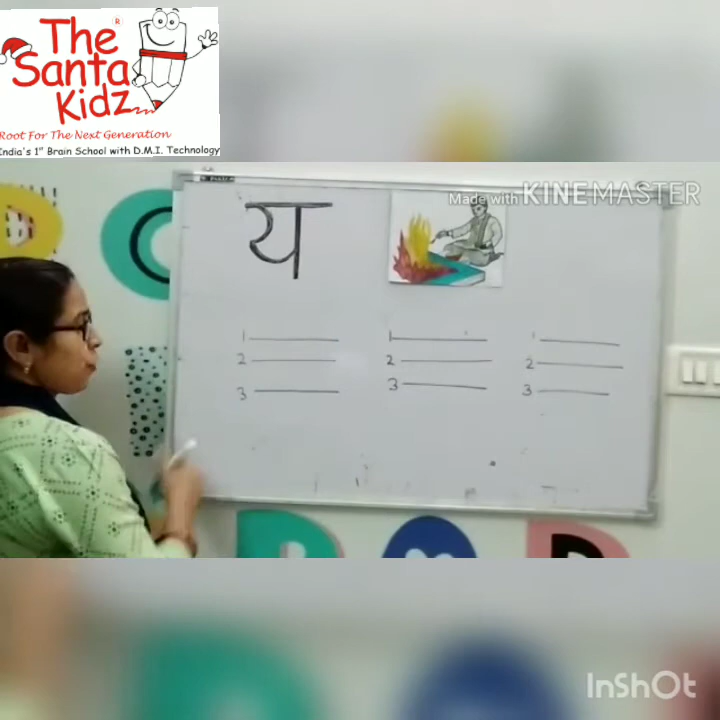 The ®
Santa
Kidz
Root For The Next Generation
India's 1st Brain School with D.M.I. Technology
Made with KINEMASTER
य
1 1 1
2 2 2
3 3 3
InShOt